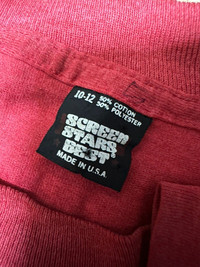 10-12
50% COTTON
50% POLYESTER
SCREEN
STARS
BEST
MADE IN U.S.A.